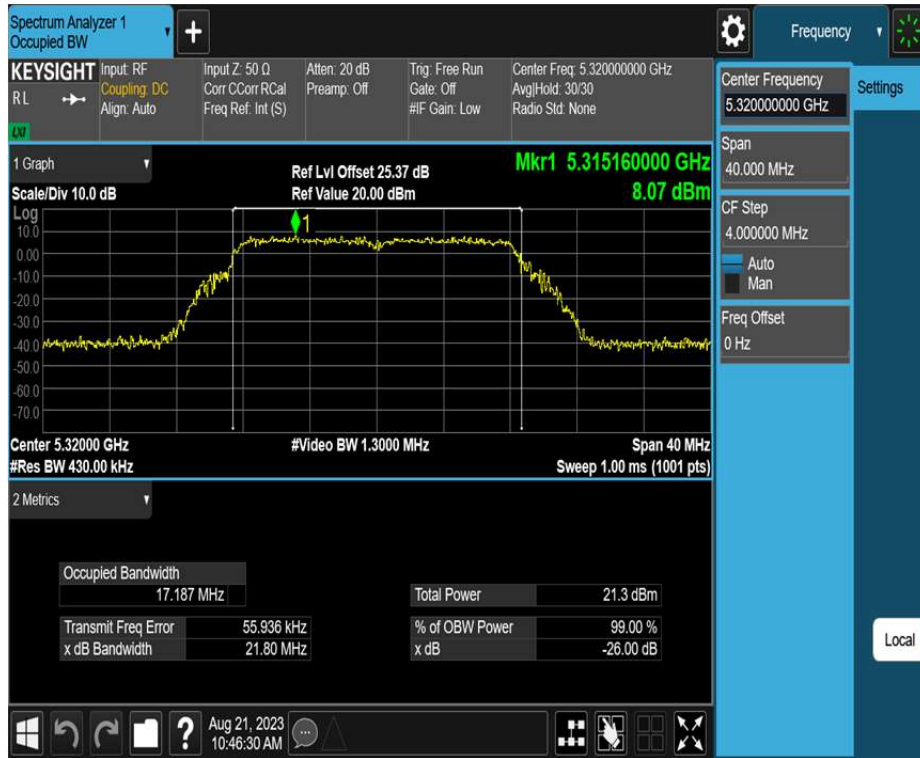 Spectrum Analyzer 1
Occupied BW
+
Frequency
KEYSIGHT
R L
LXI
Input: RF
Coupling: DC
Align: Auto
Input Z: 50 Ω
Corr CCorr RCal
Freq Ref: Int (S)
Atten: 20 dB
Preamp: Off
Trig: Free Run
Gate: Off
#IF Gain: Low
Center Freq: 5.320000000 GHz
Avg|Hold: 30/30
Radio Std: None
Center Frequency
5.320000000 GHz
Settings
Span
40.000 MHz
CF Step
4.000000 MHz
Auto
Man
Freq Offset
0 Hz
Local
1 Graph
Scale/Div 10.0 dB
Ref Lvl Offset 25.37 dB
Ref Value 20.00 dBm
Mkr1 5.315160000 GHz
8.07 dBm
Log
10.0
0.00
-10.0
-20.0
-30.0
-40.0
-50.0
-60.0
-70.0
1
Center 5.32000 GHz
#Res BW 430.00 kHz
#Video BW 1.3000 MHz
Span 40 MHz
Sweep 1.00 ms (1001 pts)
2 Metrics
Occupied Bandwidth
17.187 MHz
Total Power 21.3 dBm
Transmit Freq Error 55.936 kHz
% of OBW Power 99.00 %
x dB Bandwidth 21.80 MHz
x dB -26.00 dB
?
Aug 21, 2023
10:46:30 AM